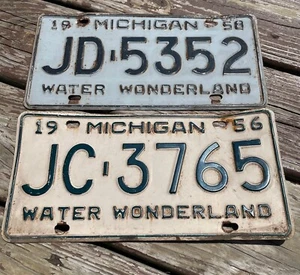 19 MICHIGAN 58
JD-5352
WATER WONDERLAND
19 MICHIGAN 56
JC-3765
WATER WONDERLAND